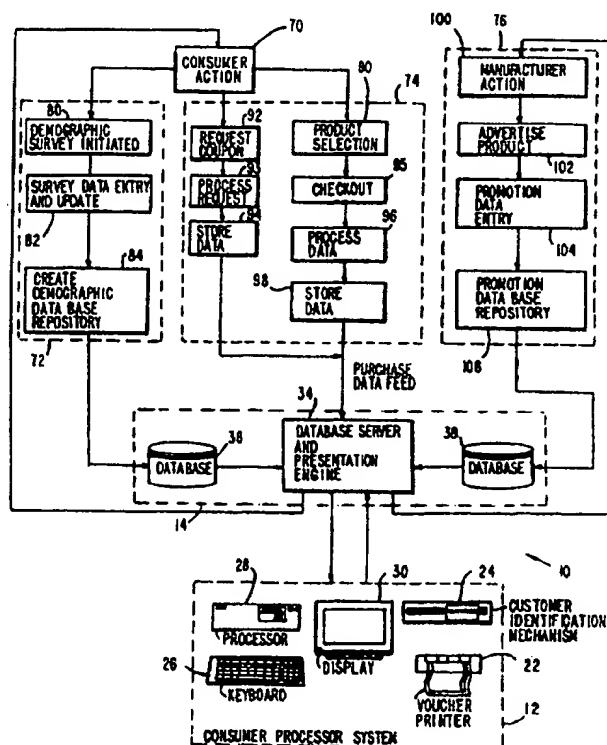 70
CONSUMER
ACTION
80
DEMOGRAPHIC
SURVEY INITIATED
SURVEY DATA ENTRY
AND UPDATE
82
84
CREATE
DEMOGRAPHIC
DATA BASE
REPOSITORY
72
92
REQUEST
COUPON
93
PROCESS
REQUEST
94
STORE
DATA
74
80
PRODUCT
SELECTION
95
CHECKOUT
96
PROCESS
DATA
98
STORE
DATA
PURCHASE
DATA FEED
76
100
MANUFACTURER
ACTION
ADVERTISE
PRODUCT
102
PROMOTION
DATA
ENTRY
104
PROMOTION
DATA BASE
REPOSITORY
108
34
DATABASE SERVER
AND
PRESENTATION
ENGINE
38
DATABASE
38
DATABASE
14
10
28
PROCESSOR
30
DISPLAY
24
CUSTOMER
IDENTIFICATION
MECHANISM
26
KEYBOARD
22
VOUCHER
PRINTER
12
CONSUMER PROCESSOR SYSTEM